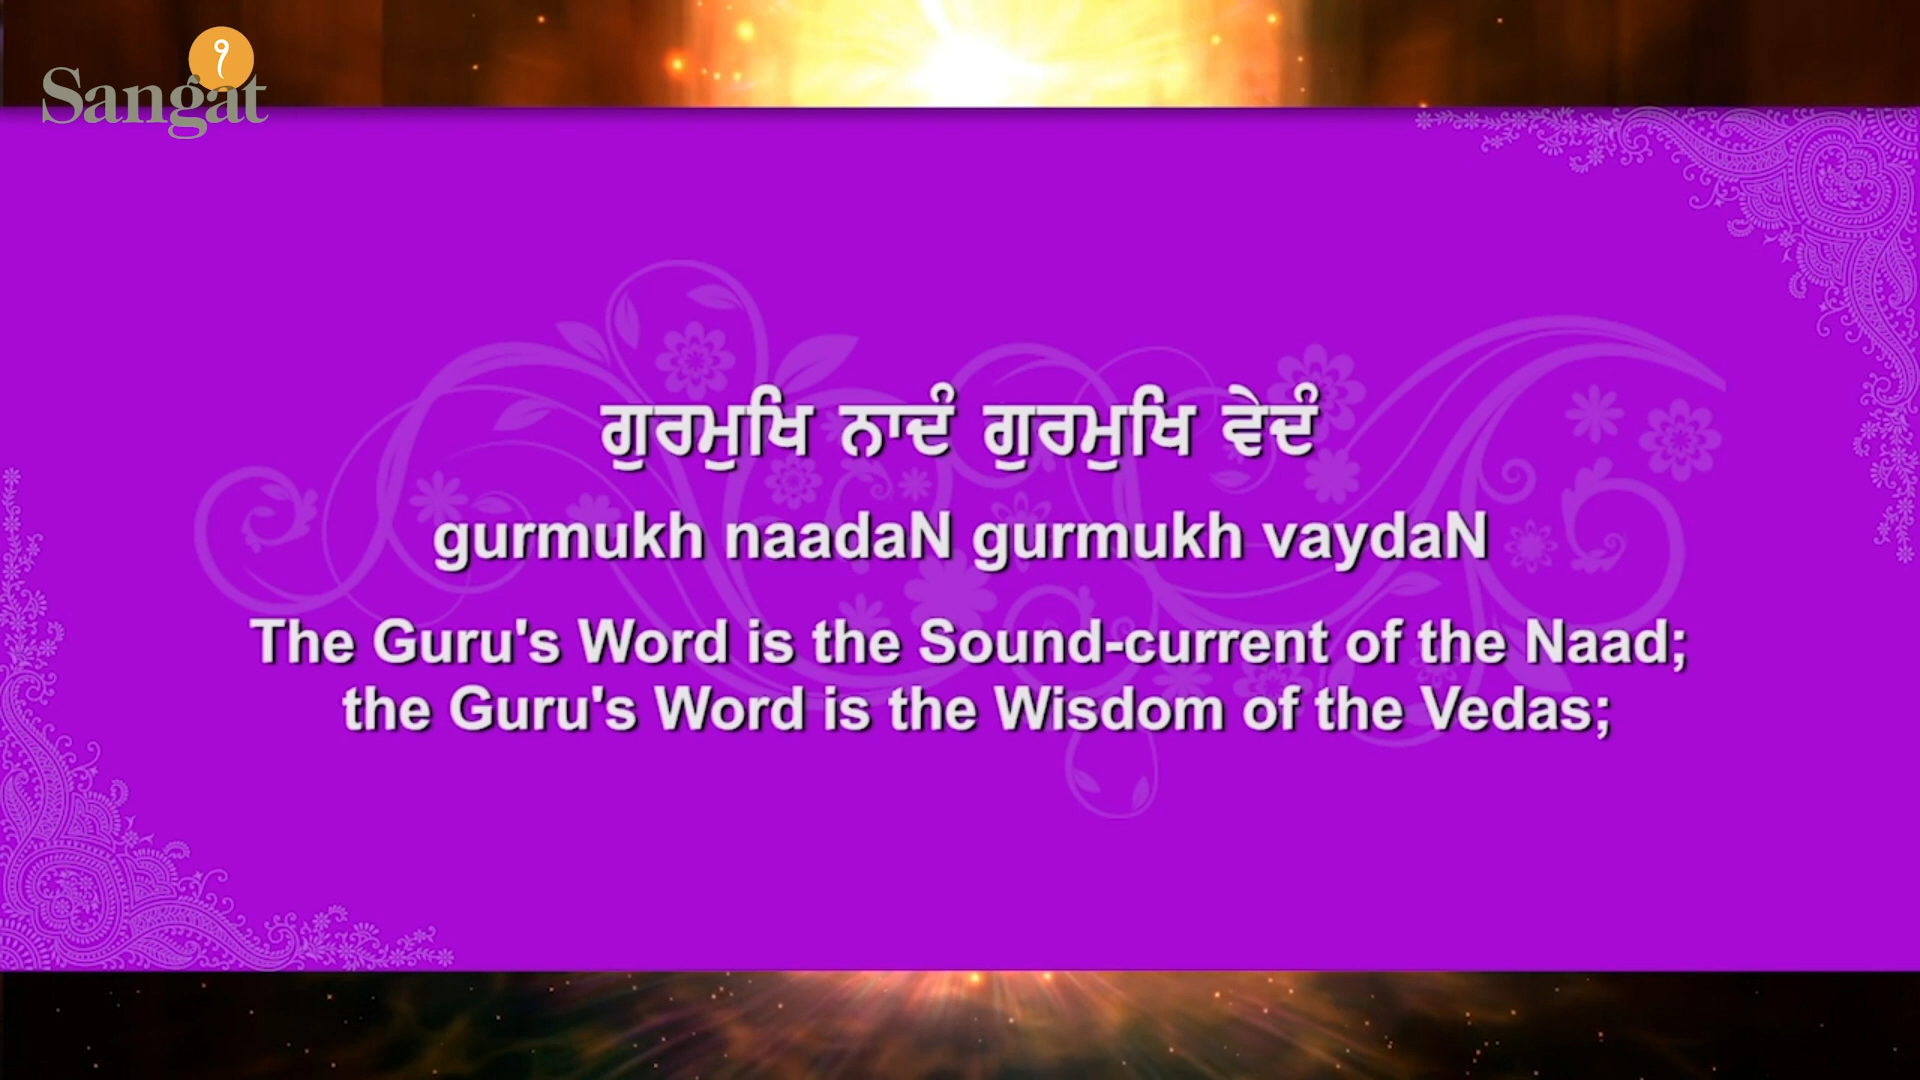 Sangat
੧
ਗੁਰਮੁਖਿ ਨਾਦੰ ਗੁਰਮੁਖਿ ਵੇਦੰ
gurmukh naadaN gurmukh vaydaN
The Guru's Word is the Sound-current of the Naad;
the Guru's Word is the Wisdom of the Vedas;